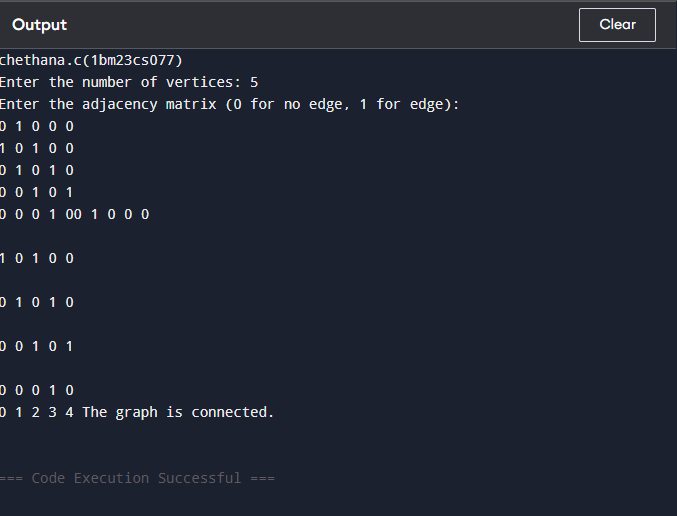 Output
Clear
chethana.c(1bm23cs077)
Enter the number of vertices: 5
Enter the adjacency matrix (0 for no edge, 1 for edge):
0 1 0 0 0
1 0 1 0 0
0 1 0 1 0
0 0 1 0 1
0 0 0 1 00 1 0 0 0
1 0 1 0 0
0 1 0 1 0
0 0 1 0 1
0 0 0 1 0
0 1 2 3 4 The graph is connected.
=== Code Execution Successful ===